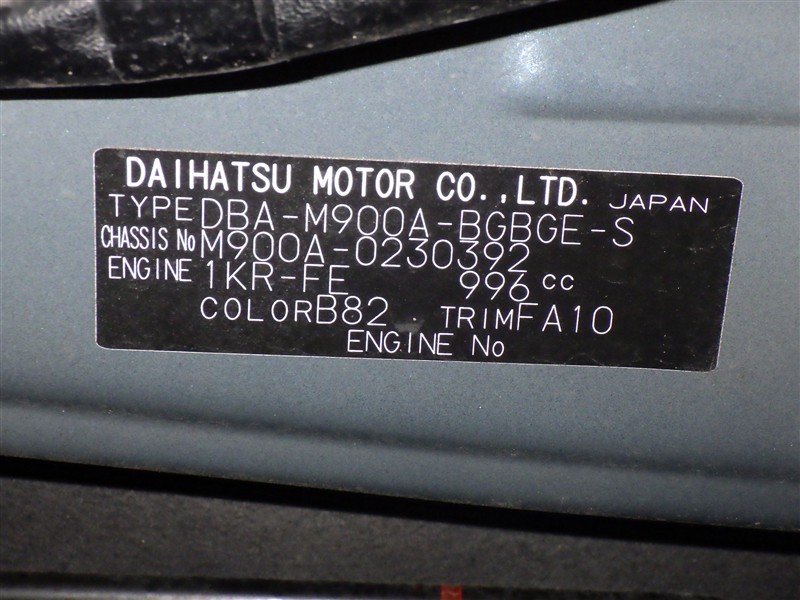 DAIHATSU MOTOR CO.,LTD. JAPAN
TYPE DBA-M900A-BGBGE-S
CHASSIS No M900A-0230392
ENGINE 1KR-FE 996 cc
COLOR B82 TRIM FA10
ENGINE No